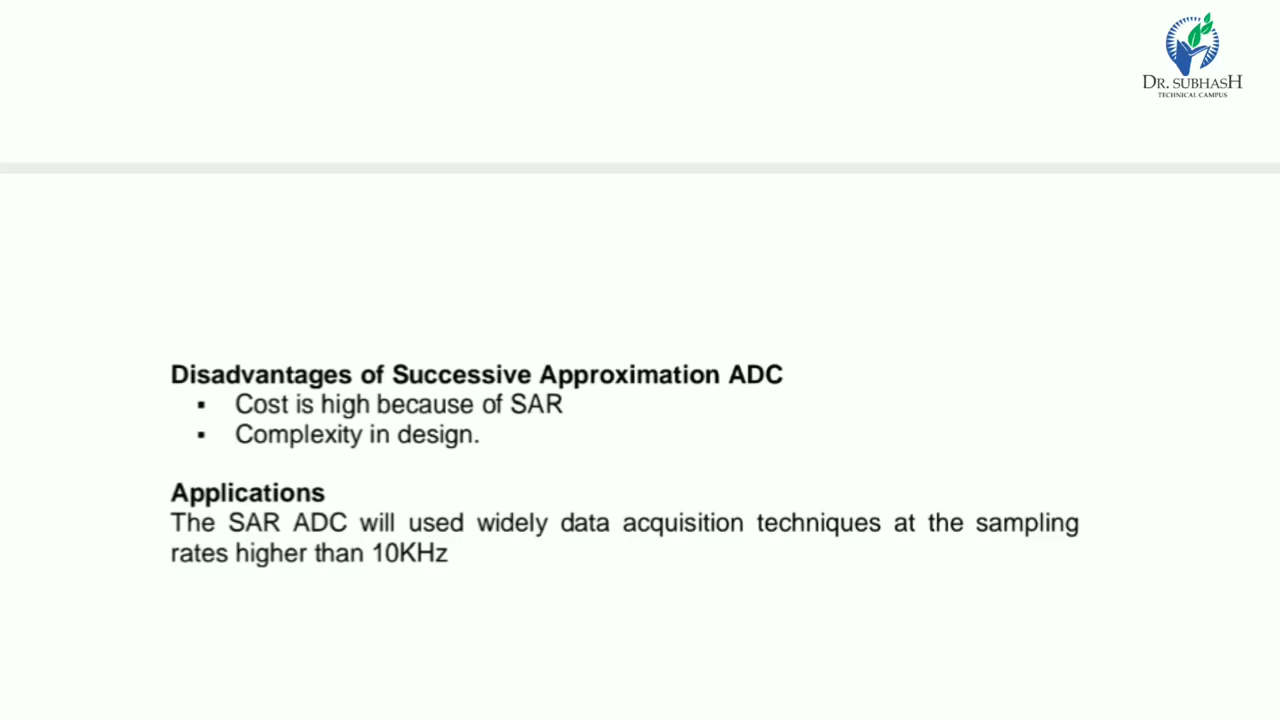 DR. SUBHASH
TECHNICAL CAMPUS
Disadvantages of Successive Approximation ADC
▪ Cost is high because of SAR
▪ Complexity in design.
Applications
The SAR ADC will used widely data acquisition techniques at the sampling
rates higher than 10KHz